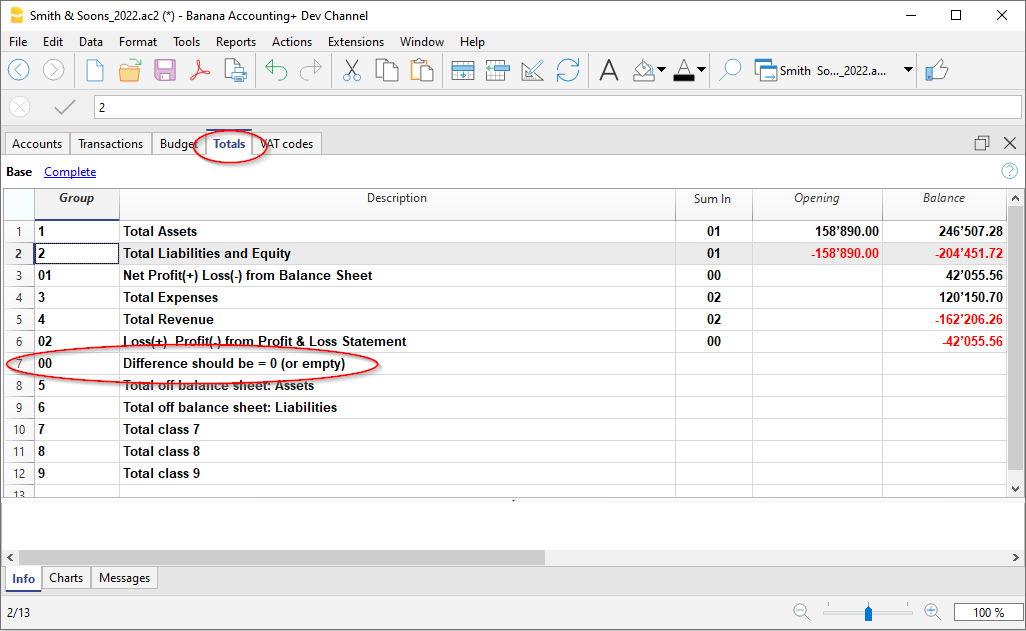 Smith & Soons_2022.ac2 (*) - Banana Accounting+ Dev Channel
File Edit Data Format Tools Reports Actions Extensions Window Help
Smith So..._2022.a...
2
Accounts Transactions Budget Totals VAT codes
Base Complete
Group Description Sum In Opening Balance
1 1 Total Assets 01 158’890.00 246’507.28
2 2 Total Liabilities and Equity 01 -158’890.00 -204’451.72
3 01 Net Profit(+) Loss(-) from Balance Sheet 00 42’055.56
4 3 Total Expenses 02 120’150.70
5 4 Total Revenue 02 -162’206.26
6 02 Loss(+) Profit(-) from Profit & Loss Statement 00 -42’055.56
7 00 Difference should be = 0 (or empty)
8 5 Total off balance sheet: Assets
9 6 Total off balance sheet: Liabilities
10 7 Total class 7
11 8 Total class 8
12 9 Total class 9
13
Info Charts Messages
2/13 100 %